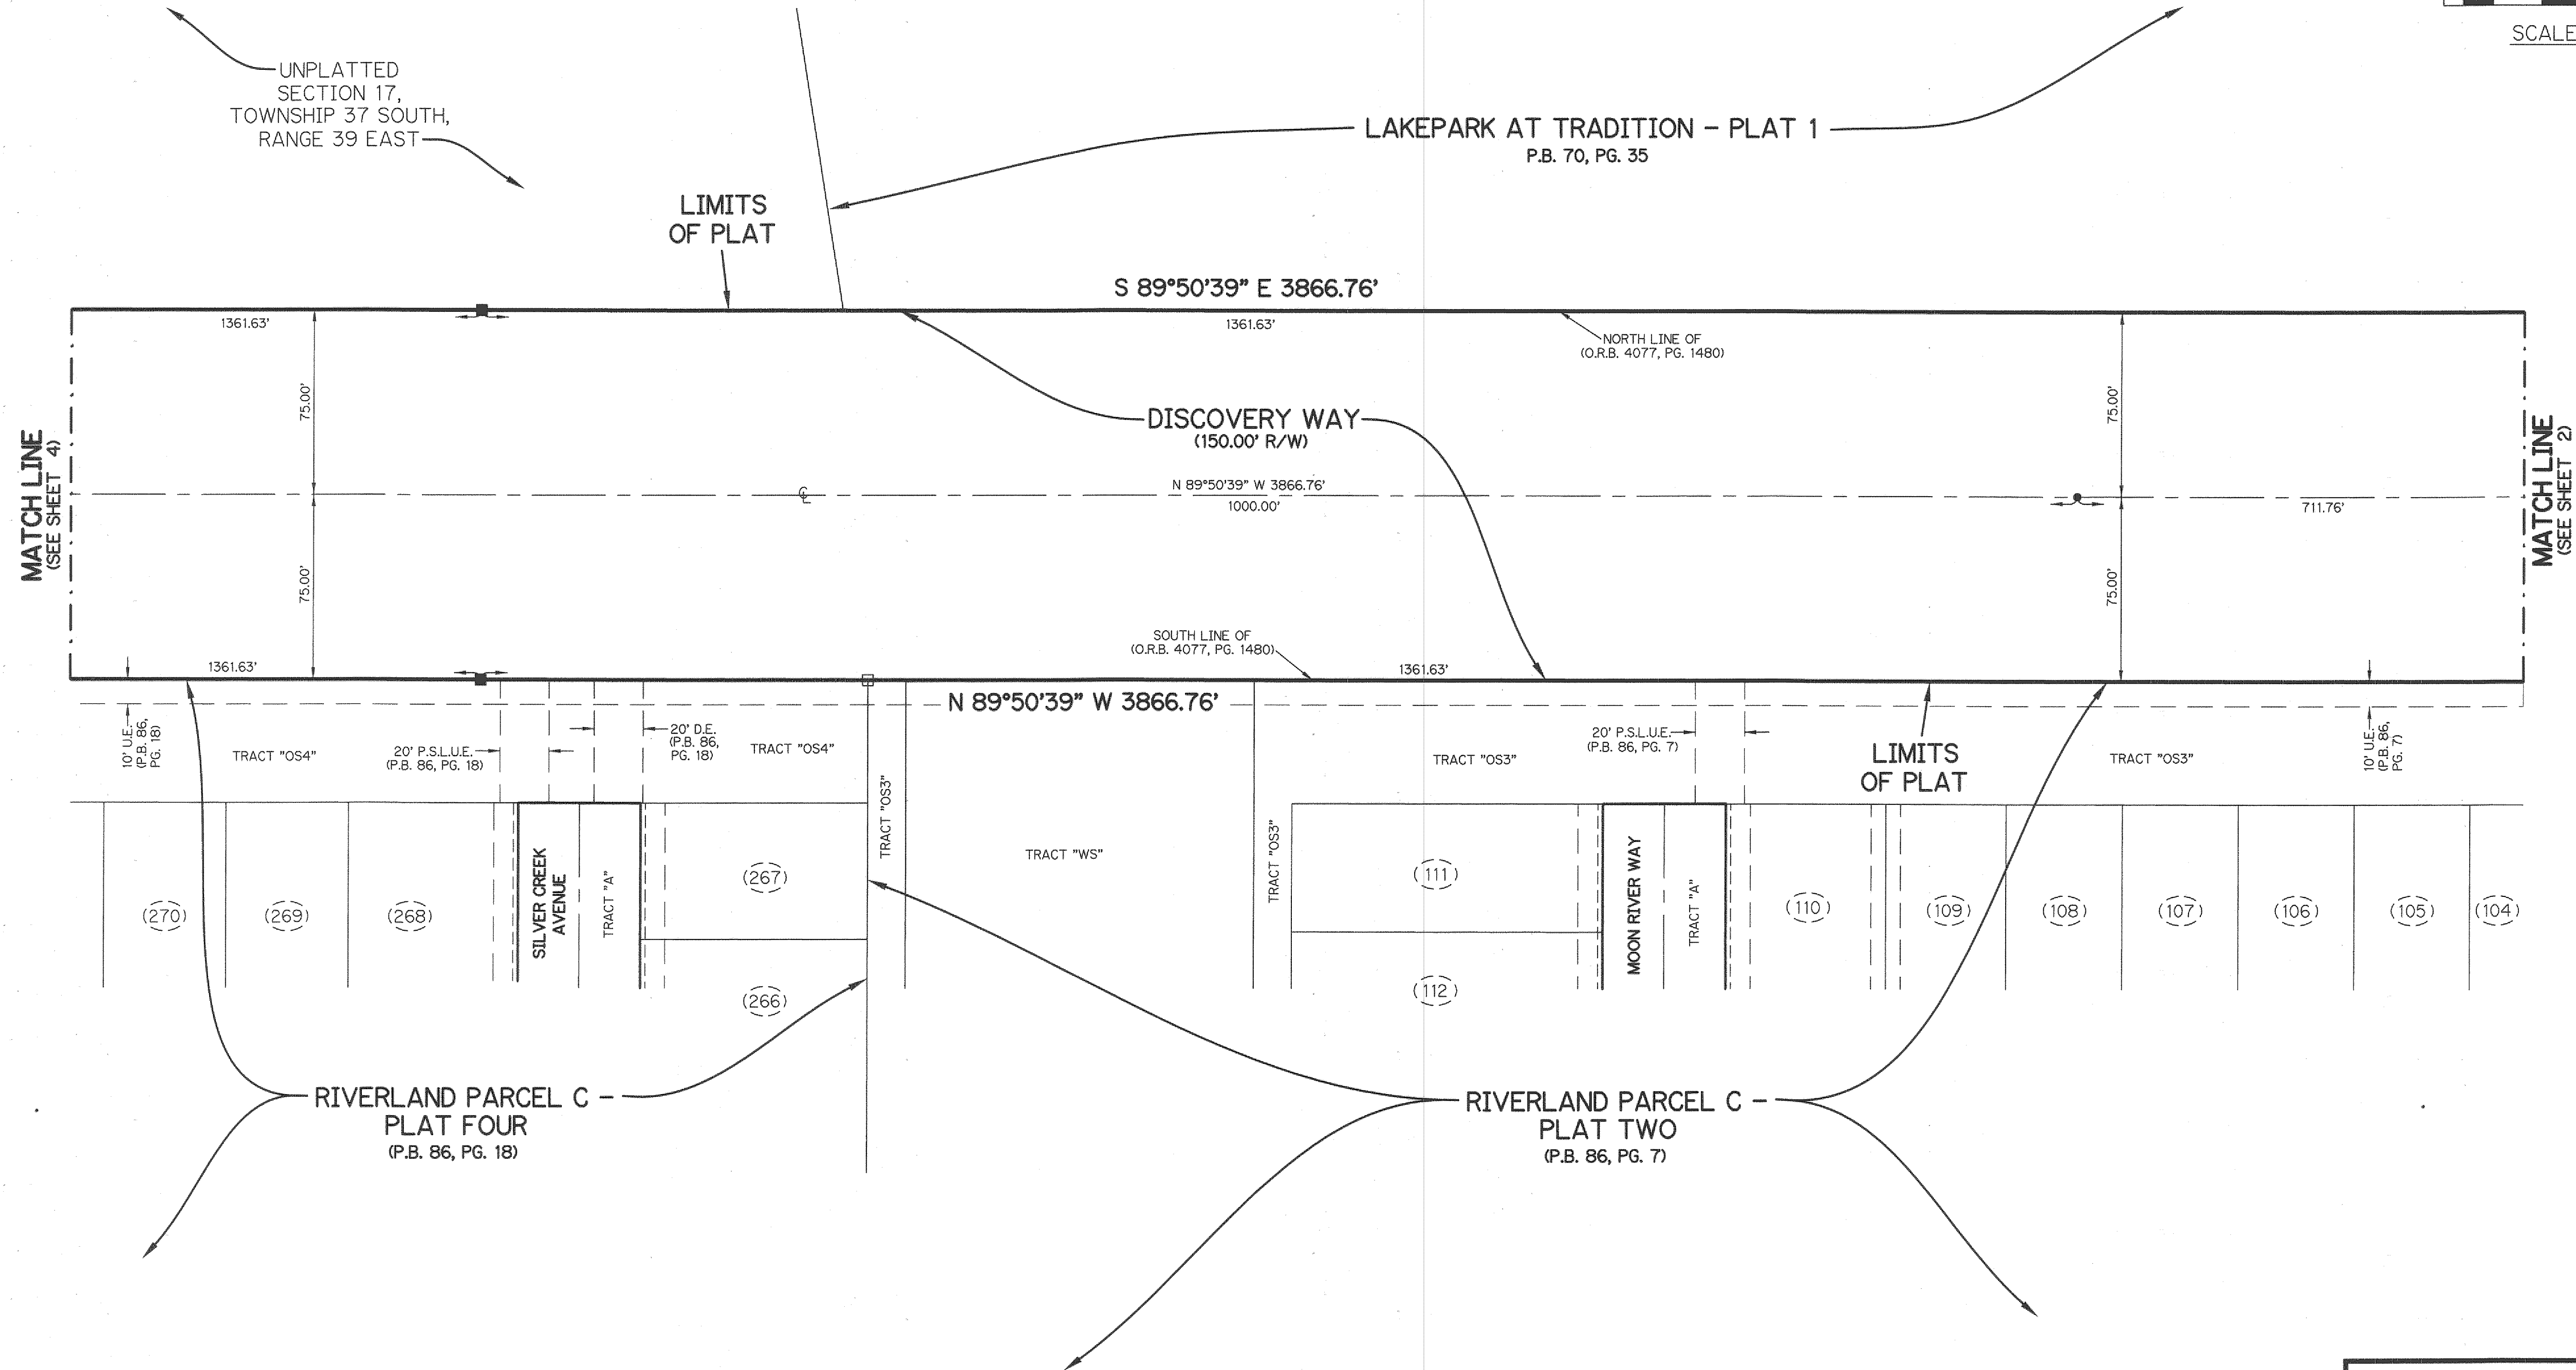 SCALE
UNPLATTED
SECTION 17,
TOWNSHIP 37 SOUTH,
RANGE 39 EAST
LAKEPARK AT TRADITION - PLAT 1
P.B. 70, PG. 35
LIMITS
OF PLAT
S 89°50'39" E 3866.76'
1361.63'
1361.63'
NORTH LINE OF
(O.R.B. 4077, PG. 1480)
75.00'
75.00'
DISCOVERY WAY
(150.00' R/W)
MATCH LINE
(SEE SHEET 4)
MATCH LINE
(SEE SHEET 2)
℄
N 89°50'39" W 3866.76'
1000.00'
711.76'
75.00'
75.00'
SOUTH LINE OF
(O.R.B. 4077, PG. 1480)
1361.63'
1361.63'
N 89°50'39" W 3866.76'
10' U.E.
(P.B. 86,
PG. 18)
TRACT "OS4"
20' P.S.L.U.E.
(P.B. 86, PG. 18)
20' D.E.
(P.B. 86,
PG. 18)
TRACT "OS4"
TRACT "OS3"
TRACT "WS"
TRACT "OS3"
TRACT "OS3"
20' P.S.L.U.E.
(P.B. 86, PG. 7)
LIMITS
OF PLAT
TRACT "OS3"
10' U.E.
(P.B. 86,
PG. 7)
(270)
(269)
(268)
SILVER CREEK
AVENUE
TRACT "A"
(267)
(266)
(111)
(112)
MOON RIVER WAY
TRACT "A"
(110)
(109)
(108)
(107)
(106)
(105)
(104)
RIVERLAND PARCEL C -
PLAT FOUR
(P.B. 86, PG. 18)
RIVERLAND PARCEL C -
PLAT TWO
(P.B. 86, PG. 7)